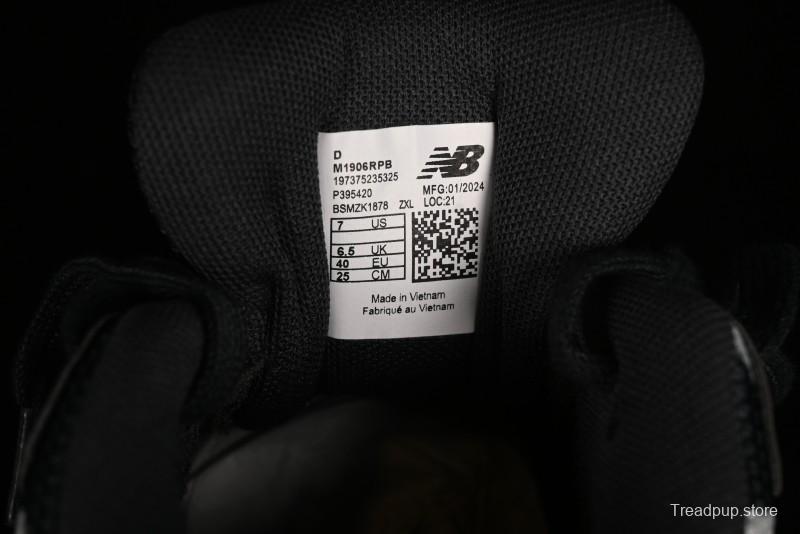 D
M1906RPB
197375235325
P395420
BSMZK1878 ZXL
NB
MFG:01/2024
LOC:21
7 US
6.5 UK
40 EU
25 CM
Made in Vietnam
Fabriqué au Vietnam
Treadpup.store